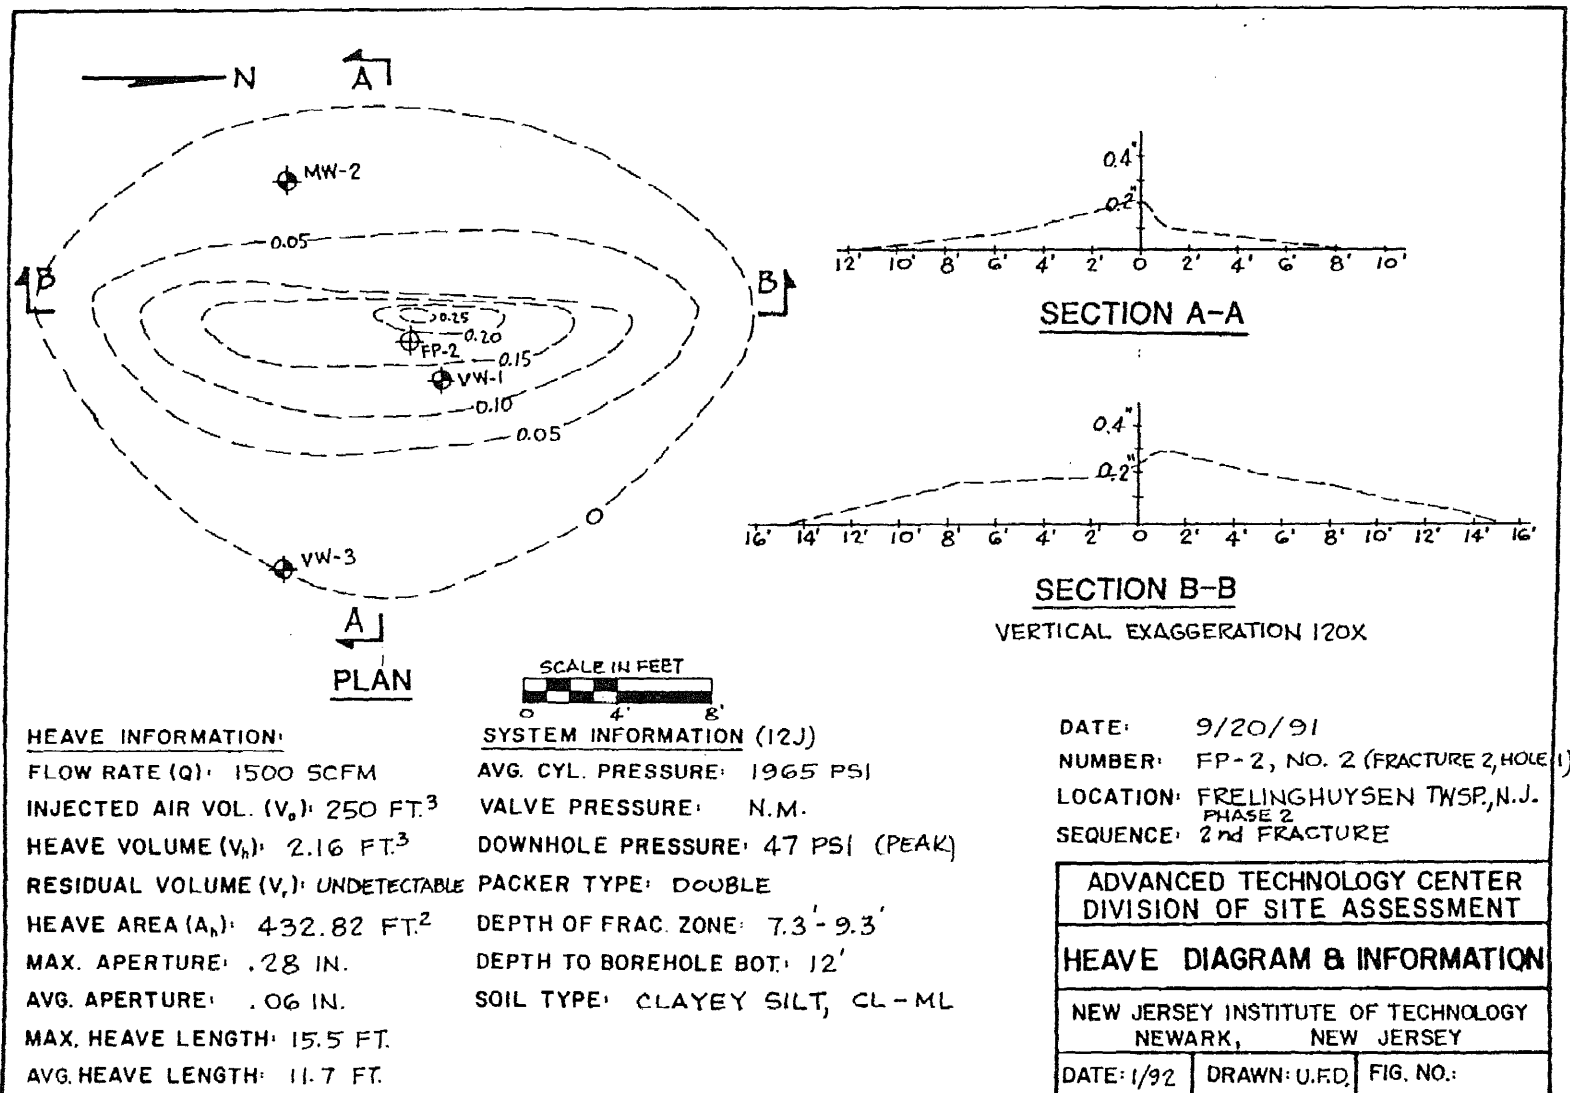 N
A
MW-2
0.05
B
B
0.25
0.20
FP-2
0.15
VW-1
0.10
0.05
O
VW-3
A
PLAN
SCALE IN FEET
0 4' 8'
0.4"
0.2"
12' 10' 8' 6' 4' 2' 0 2' 4' 6' 8' 10'
SECTION A-A
0.4"
0.2"
16' 14' 12' 10' 8' 6' 4' 2' 0 2' 4' 6' 8' 10' 12' 14' 16'
SECTION B-B
VERTICAL EXAGGERATION 120X
HEAVE INFORMATION:
FLOW RATE (Q): 1500 SCFM
INJECTED AIR VOL. (Vₒ): 250 FT.³
HEAVE VOLUME (Vₕ): 2.16 FT.³
RESIDUAL VOLUME (Vᵣ): UNDETECTABLE
HEAVE AREA (Aₕ): 432.82 FT.²
MAX. APERTURE: .28 IN.
AVG. APERTURE: .06 IN.
MAX. HEAVE LENGTH: 15.5 FT.
AVG. HEAVE LENGTH: 11.7 FT.
SYSTEM INFORMATION (12J)
AVG. CYL. PRESSURE: 1965 PSI
VALVE PRESSURE: N.M.
DOWNHOLE PRESSURE: 47 PSI (PEAK)
PACKER TYPE: DOUBLE
DEPTH OF FRAC. ZONE: 7.3' - 9.3'
DEPTH TO BOREHOLE BOT.: 12'
SOIL TYPE: CLAYEY SILT, CL-ML
DATE: 9/20/91
NUMBER: FP-2, NO. 2 (FRACTURE 2, HOLE 1)
LOCATION: FRELINGHUYSEN TWSP., N.J.
PHASE 2
SEQUENCE: 2nd FRACTURE
ADVANCED TECHNOLOGY CENTER
DIVISION OF SITE ASSESSMENT
HEAVE DIAGRAM & INFORMATION
NEW JERSEY INSTITUTE OF TECHNOLOGY
NEWARK, NEW JERSEY
DATE: 1/92 DRAWN: U.F.D. FIG. NO.: